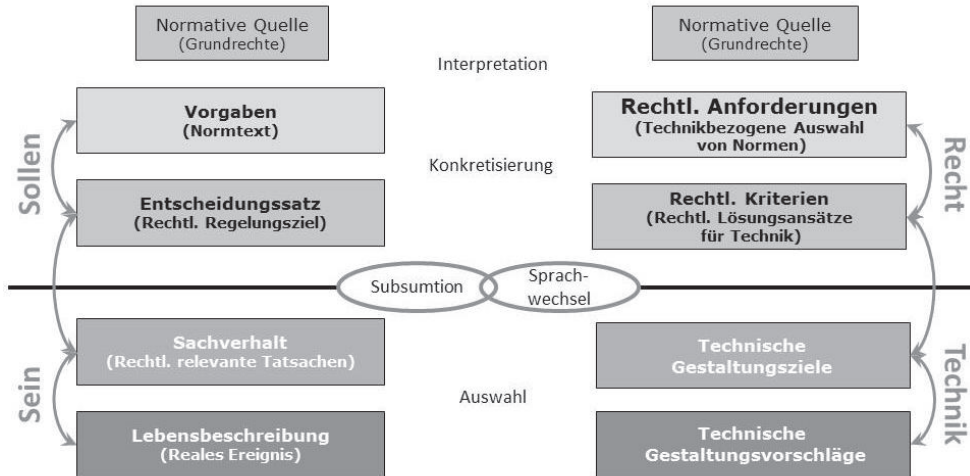 Normative Quelle
(Grundrechte)
Normative Quelle
(Grundrechte)
Interpretation
Vorgaben
(Normtext)
Rechtl. Anforderungen
(Technikbezogene Auswahl
von Normen)
Sollen
Recht
Konkretisierung
Entscheidungssatz
(Rechtl. Regelungsziel)
Rechtl. Kriterien
(Rechtl. Lösungsansätze
für Technik)
Subsumtion
Sprach-
wechsel
Sachverhalt
(Rechtl. relevante Tatsachen)
Technische
Gestaltungsziele
Sein
Technik
Auswahl
Lebensbeschreibung
(Reales Ereignis)
Technische
Gestaltungsvorschläge